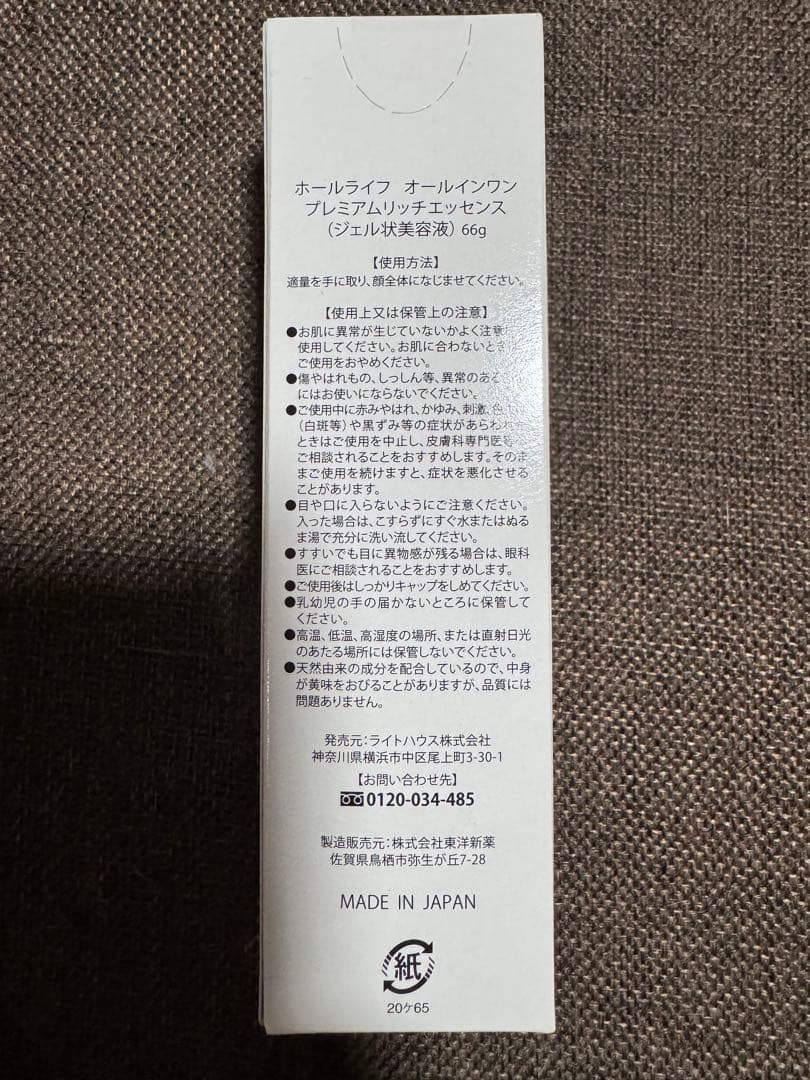 ホールライフ オールインワン
プレミアムリッチエッセンス
(ジェル状美容液) 66g
【使用方法】
適量を手に取り、顔全体になじませてください。
【使用上又は保管上の注意】
●お肌に異常が生じていないかよく注意
使用してください。お肌に合わないとき
ご使用をおやめください。
●傷やはれもの、しっしん等、異常のある
にはお使いにならないでください。
●ご使用中に赤みやはれ、かゆみ、刺激、
(白斑等)や黒ずみ等の症状があらわれた
ときはご使用を中止し、皮膚科専門医
ご相談されることをおすすめします。そのま
まご使用を続けますと、症状を悪化させる
ことがあります。
●目や口に入らないようにご注意ください。
入った場合は、こすらずにすぐ水またはぬる
ま湯で充分に洗い流してください。
●すすいでも目に異物感が残る場合は、眼科
医にご相談されることをおすすめします。
●ご使用後はしっかりキャップをしめてください。
●乳幼児の手の届かないところに保管して
ください。
●高温、低温、高湿度の場所、または直射日光
のあたる場所には保管しないでください。
●天然由来の成分を配合しているので、中身
が黄味をおびることがありますが、品質には
問題ありません。
発売元：ライトハウス株式会社
神奈川県横浜市中区尾上町3-30-1
【お問い合わせ先】
0120-034-485
製造販売元：株式会社東洋新薬
佐賀県鳥栖市弥生が丘7-28
MADE IN JAPAN
紙
20ケ65